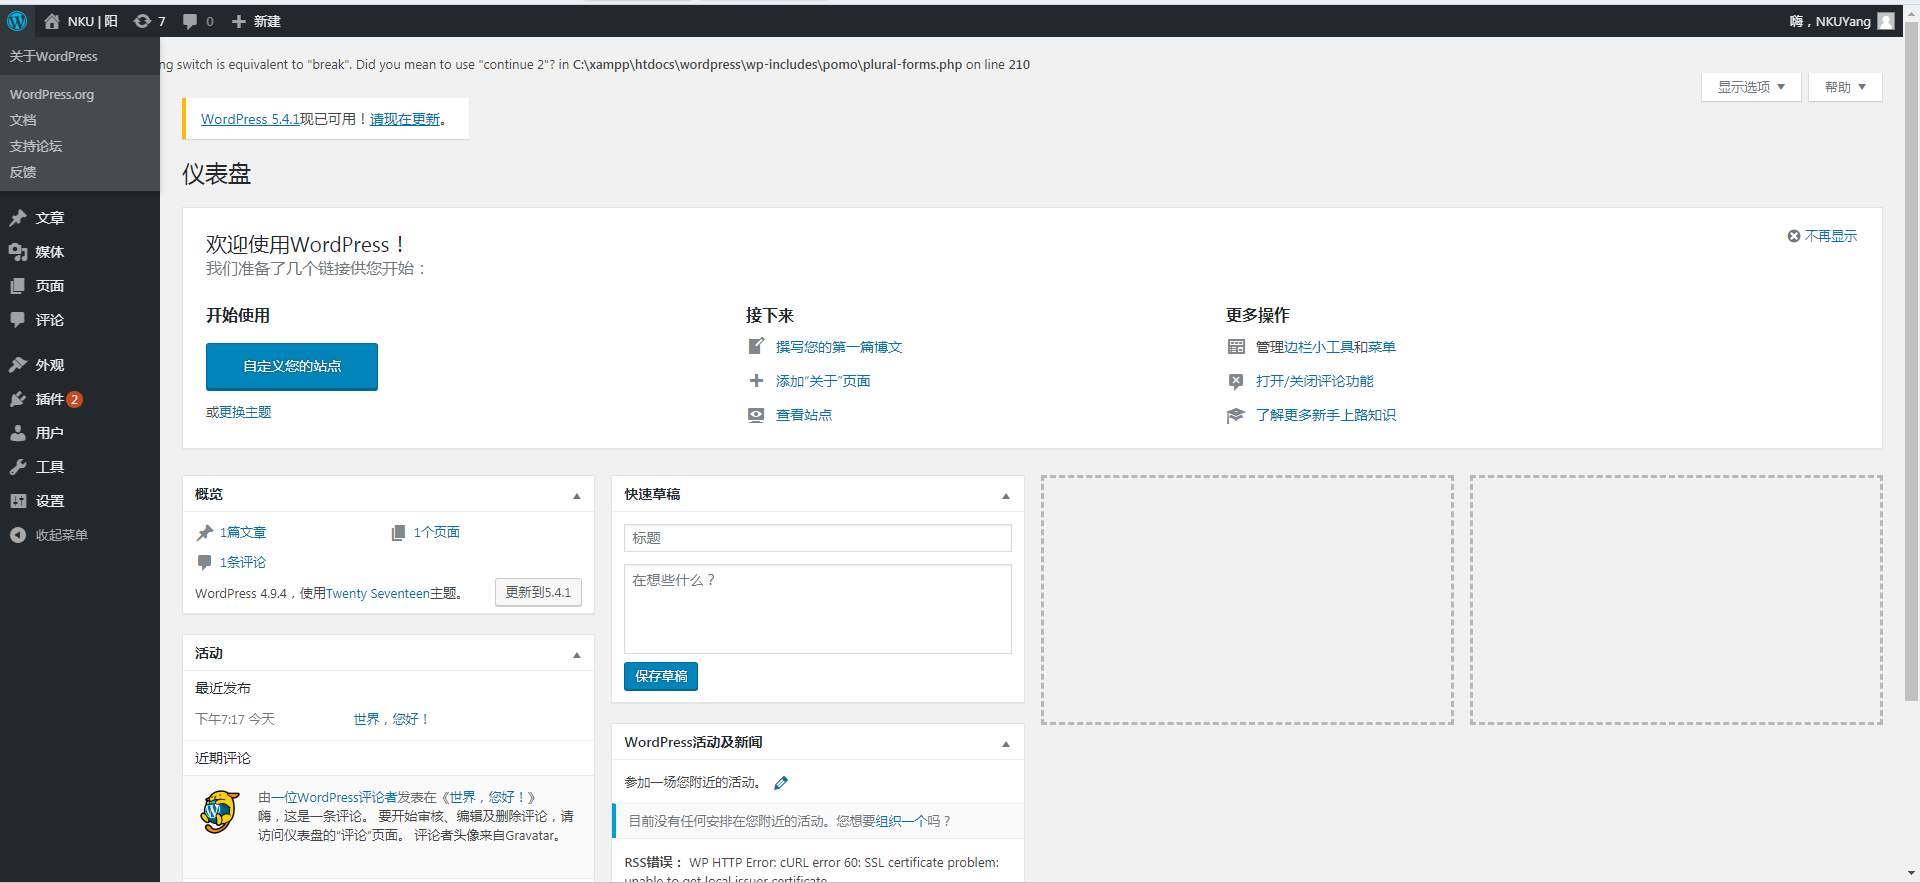 NKU | 阳
7
0
新建
嗨，NKUYang
关于WordPress
WordPress.org
文档
支持论坛
反馈
文章
媒体
页面
评论
外观
插件 2
用户
工具
设置
收起菜单
ng switch is equivalent to "break". Did you mean to use "continue 2"? in C:\xampp\htdocs\wordpress\wp-includes\pomo\plural-forms.php on line 210
显示选项
帮助
WordPress 5.4.1现已可用！请现在更新。
仪表盘
欢迎使用WordPress！
我们准备了几个链接供您开始：
不再显示
开始使用
自定义您的站点
或更换主题
接下来
撰写您的第一篇博文
添加“关于”页面
查看站点
更多操作
管理边栏小工具和菜单
打开/关闭评论功能
了解更多新手上路知识
概览
1篇文章
1个页面
1条评论
WordPress 4.9.4，使用Twenty Seventeen主题。
更新到5.4.1
活动
最近发布
下午7:17 今天
世界，您好！
近期评论
由一位WordPress评论者发表在《世界，您好！》
嗨，这是一条评论。 要开始审核、编辑及删除评论，请
访问仪表盘的“评论”页面。 评论者头像来自Gravatar。
快速草稿
标题
在想些什么？
保存草稿
WordPress活动及新闻
参加一场您附近的活动。
目前没有任何安排在您附近的活动。您想要组织一个吗？
RSS错误： WP HTTP Error: cURL error 60: SSL certificate problem:
unable to get local issuer certificate